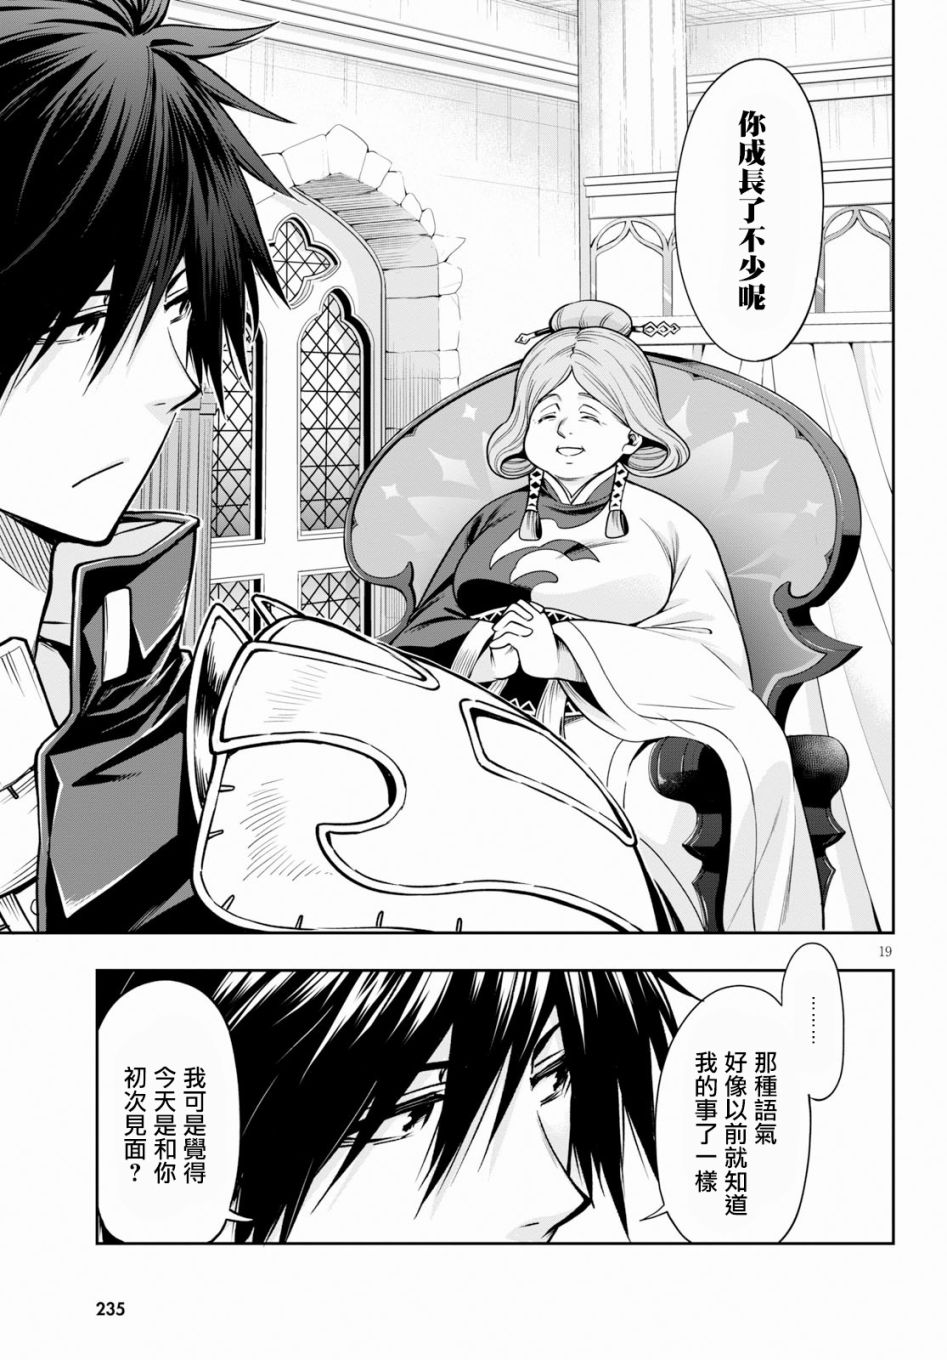 你成長了不少呢
19
………
那種語氣
好像以前就知道
我的事了一樣
我可是覺得
今天是和你
初次見面?
235